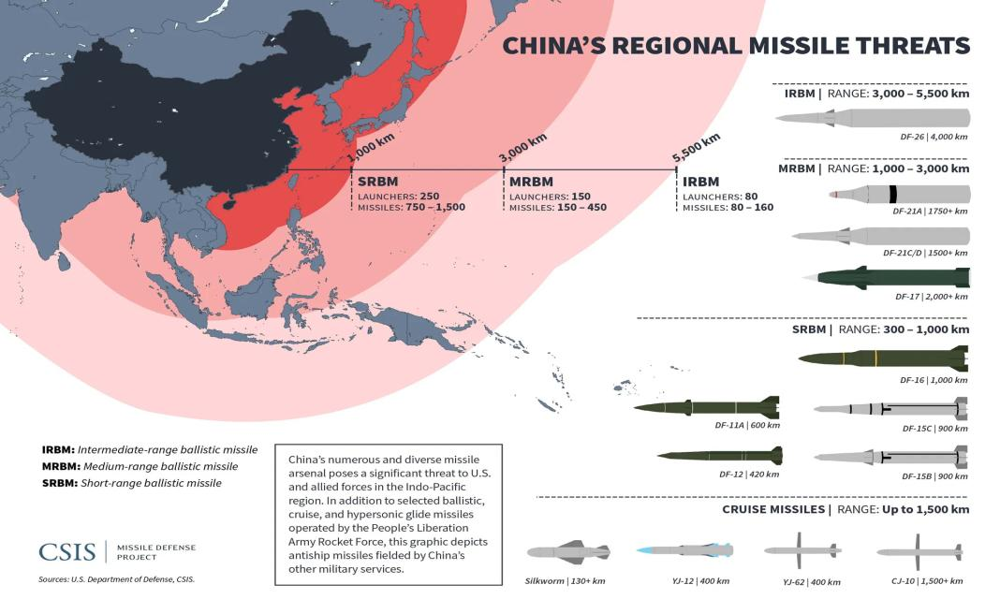 CHINA'S REGIONAL MISSILE THREATS
IRBM | RANGE: 3,000 – 5,500 km
DF-26 | 4,000 km
MRBM | RANGE: 1,000 – 3,000 km
DF-21A | 1750+ km
DF-21C/D | 1500+ km
DF-17 | 2,000+ km
SRBM | RANGE: 300 – 1,000 km
DF-16 | 1,000 km
DF-11A | 600 km
DF-15C | 900 km
DF-12 | 420 km
DF-15B | 900 km
CRUISE MISSILES | RANGE: Up to 1,500 km
Silkworm | 130+ km
YJ-12 | 400 km
YJ-62 | 400 km
CJ-10 | 1,500+ km
1,000 km
SRBM
LAUNCHERS: 250
MISSILES: 750 – 1,500
3,000 km
MRBM
LAUNCHERS: 150
MISSILES: 150 – 450
5,500 km
IRBM
LAUNCHERS: 80
MISSILES: 80 – 160
IRBM: Intermediate-range ballistic missile
MRBM: Medium-range ballistic missile
SRBM: Short-range ballistic missile
China's numerous and diverse missile
arsenal poses a significant threat to U.S.
and allied forces in the Indo-Pacific
region. In addition to selected ballistic,
cruise, and hypersonic glide missiles
operated by the People's Liberation
Army Rocket Force, this graphic depicts
antiship missiles fielded by China's
other military services.
CSIS | MISSILE DEFENSE
PROJECT
Sources: U.S. Department of Defense, CSIS.